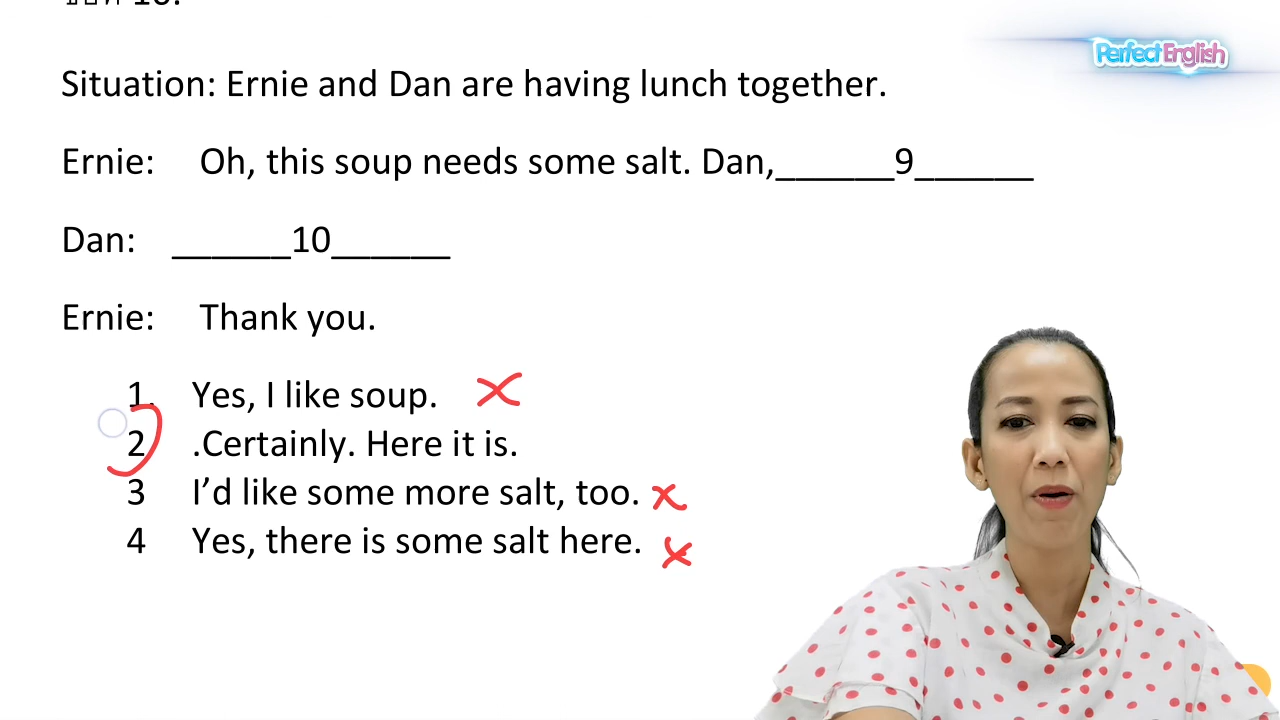 Perfect English
Situation: Ernie and Dan are having lunch together.
Ernie: Oh, this soup needs some salt. Dan,______9______
Dan: ______10______
Ernie: Thank you.
1. Yes, I like soup.
2 .Certainly. Here it is.
3 I’d like some more salt, too.
4 Yes, there is some salt here.